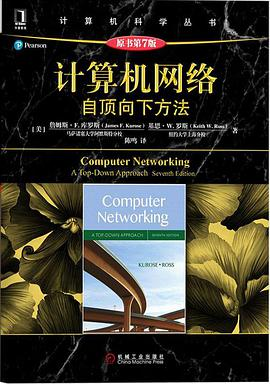 计算机科学丛书
原书第7版
Pearson
计算机网络
自顶向下方法
[美] 詹姆斯·F. 库罗斯 (James F. Kurose) 基思·W. 罗斯 (Keith W. Ross) 著
马萨诸塞大学阿默斯特分校 纽约大学上海分校
陈鸣 译
Computer Networking
A Top-Down Approach Seventh Edition
Computer
Networking
A TOP-DOWN APPROACH SEVENTH EDITION
KUROSE ROSS
机械工业出版社
China Machine Press